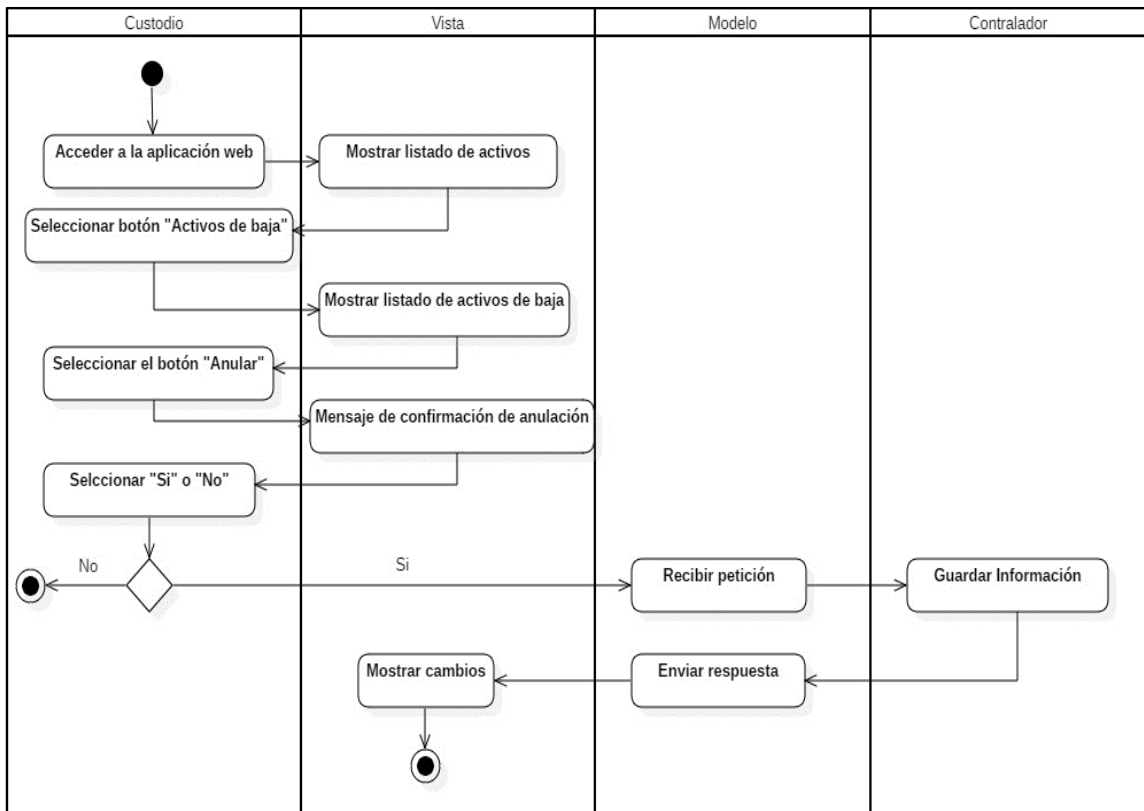 Custodio
Vista
Modelo
Contralador
Acceder a la aplicación web
Mostrar listado de activos
Seleccionar botón "Activos de baja"
Mostrar listado de activos de baja
Seleccionar el botón "Anular"
Mensaje de confirmación de anulación
Selccionar "Si" o "No"
No
Si
Recibir petición
Guardar Información
Mostrar cambios
Enviar respuesta